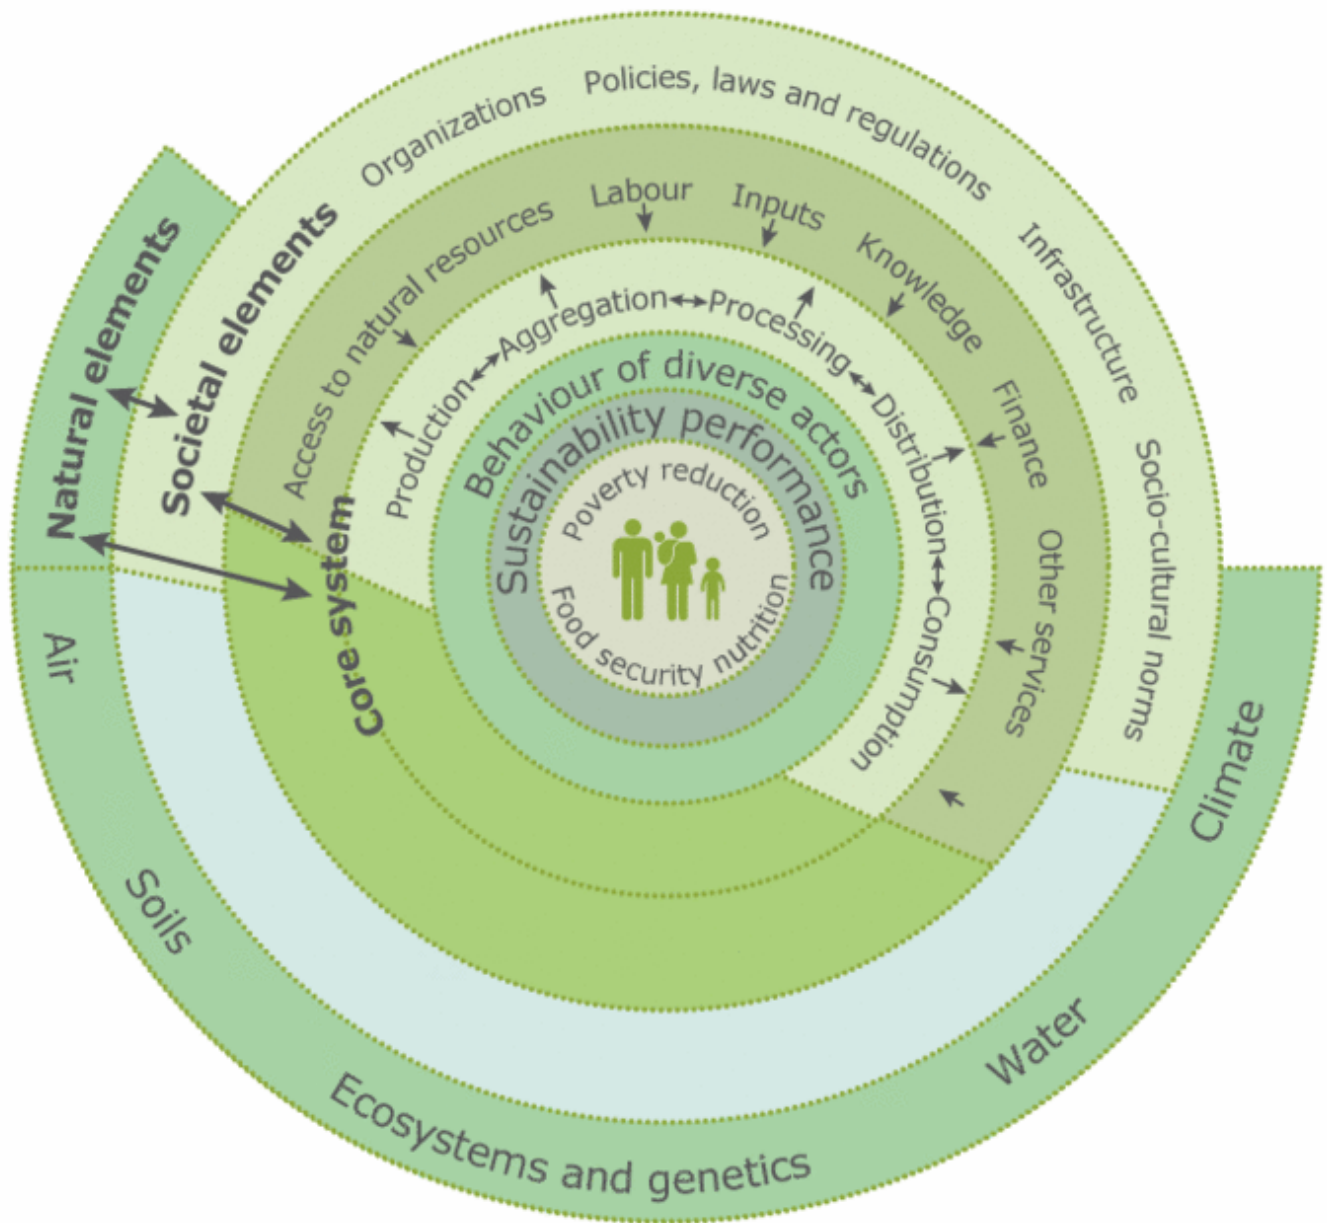 Natural elements
Societal elements
Core system
Organizations
Policies, laws and regulations
Infrastructure
Socio-cultural norms
Access to natural resources
Labour
Inputs
Knowledge
Finance
Other services
Production
Aggregation
Processing
Distribution
Consumption
Behaviour of diverse actors
Sustainability performance
Poverty reduction
Food security nutrition
Air
Soils
Ecosystems and genetics
Water
Climate